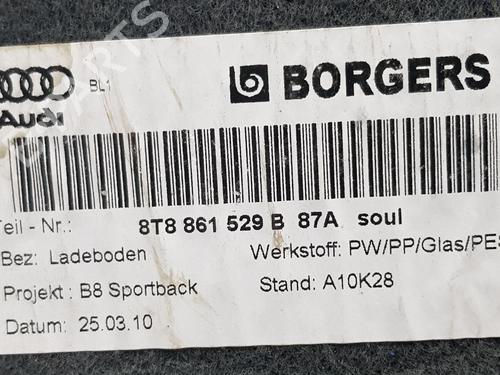 BL1
BORGERS
Audi
Teil - Nr.: 8T8 861 529 B 87A soul
Bez: Ladeboden Werkstoff: PW/PP/Glas/PES
Projekt : B8 Sportback Stand: A10K28
Datum: 25.03.10